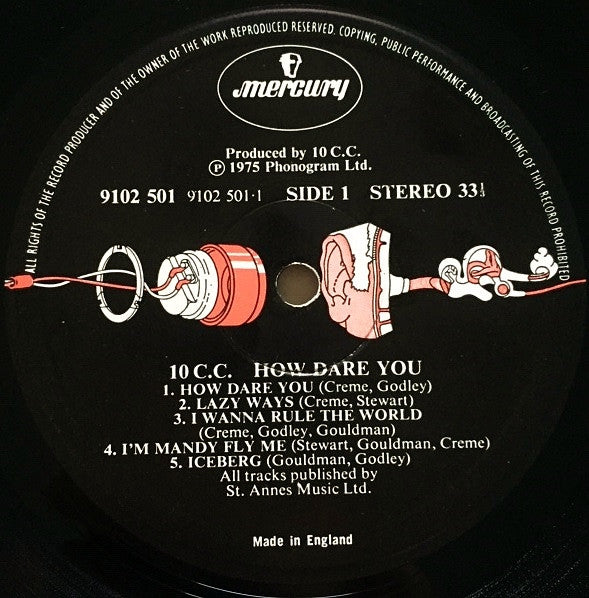 ALL RIGHTS OF THE RECORD PRODUCER AND OF THE OWNER OF THE WORK REPRODUCED RESERVED. COPYING, PUBLIC PERFORMANCE AND BROADCASTING OF THIS RECORD PROHIBITED
mercury
Produced by 10 C.C.
Ⓟ 1975 Phonogram Ltd.
9102 501 9102 501·1 SIDE 1 STEREO 33⅓
10 C.C. HOW DARE YOU
1. HOW DARE YOU (Creme, Godley)
2. LAZY WAYS (Creme, Stewart)
3. I WANNA RULE THE WORLD
(Creme, Godley, Gouldman)
4. I'M MANDY FLY ME (Stewart, Gouldman, Creme)
5. ICEBERG (Gouldman, Godley)
All tracks published by
St. Annes Music Ltd.
Made in England